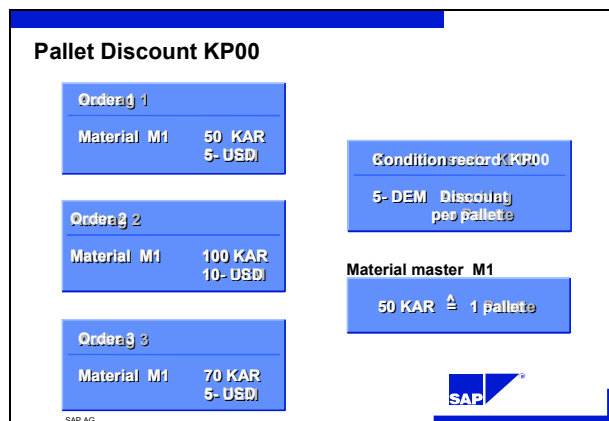 Pallet Discount KP00
Order 1
Material M1 50 KAR
5- USD
Order 2
Material M1 100 KAR
10- USD
Order 3
Material M1 70 KAR
5- USD
Condition record KP00
5- DEM Discount
per pallet
Material master M1
50 KAR ≙ 1 pallet
SAP AG
SAP